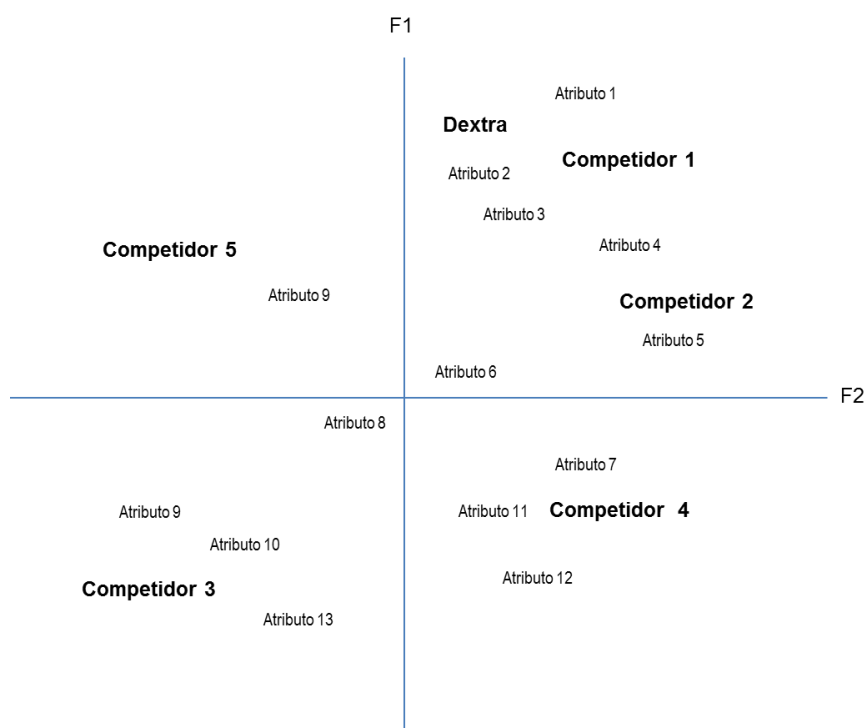 F1
Atributo 1
Dextra
Competidor 1
Atributo 2
Atributo 3
Atributo 4
Competidor 5
Atributo 9
Competidor 2
Atributo 5
Atributo 6
F2
Atributo 8
Atributo 7
Atributo 9
Atributo 11
Competidor 4
Atributo 10
Atributo 12
Competidor 3
Atributo 13